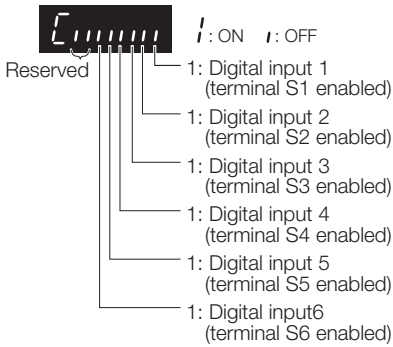 : ON : OFF
Reserved
1: Digital input 1
(terminal S1 enabled)
1: Digital input 2
(terminal S2 enabled)
1: Digital input 3
(terminal S3 enabled)
1: Digital input 4
(terminal S4 enabled)
1: Digital input 5
(terminal S5 enabled)
1: Digital input6
(terminal S6 enabled)